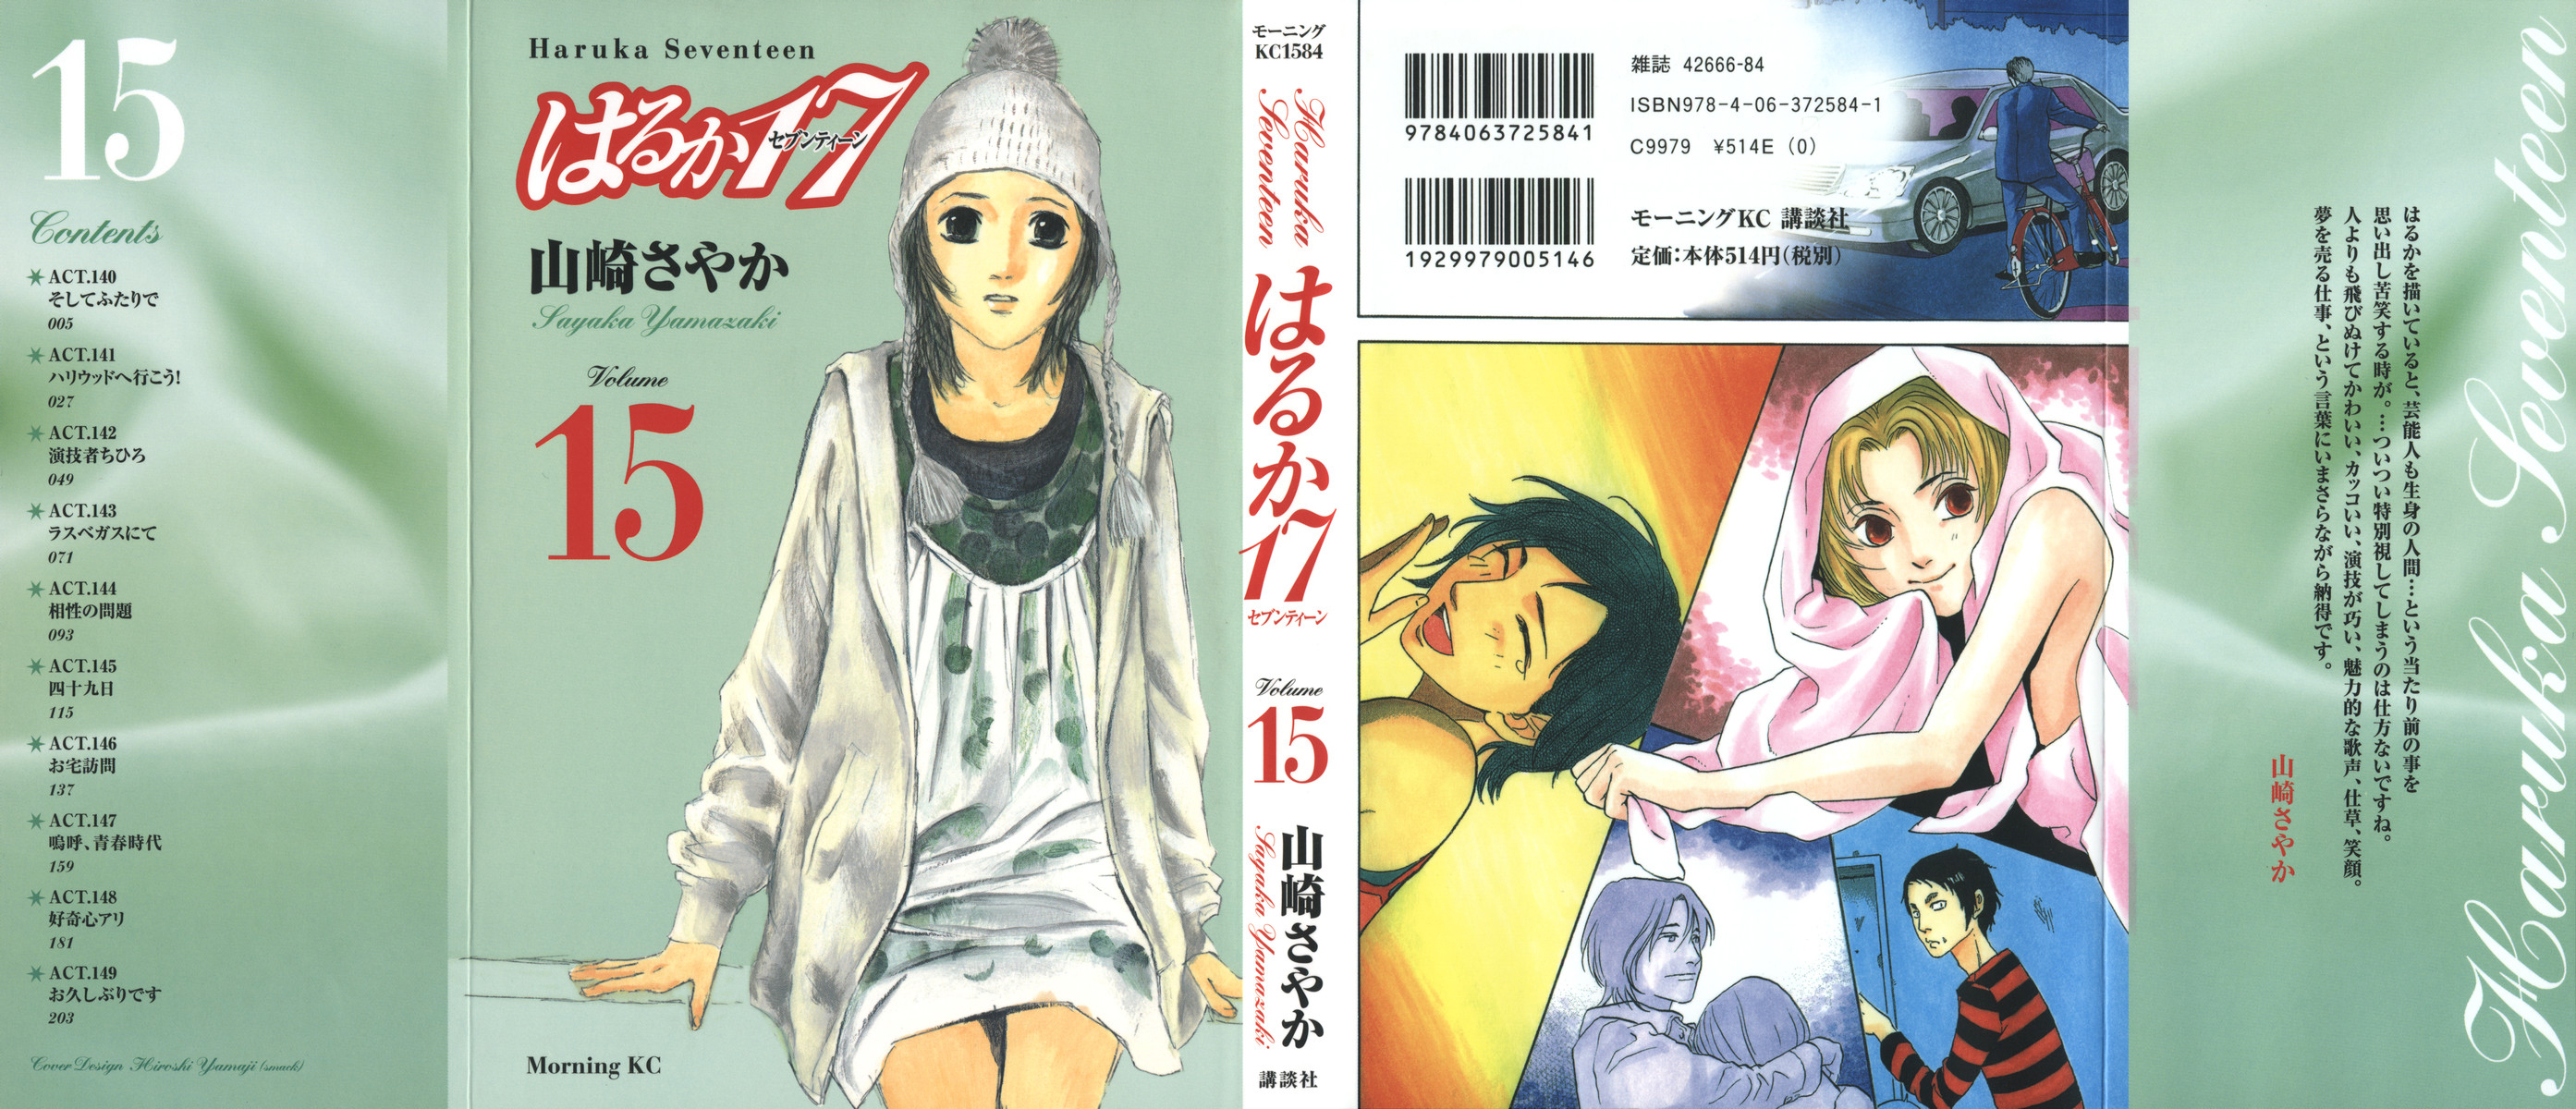 15
Contents
ACT.140
そしてふたりで
005
ACT.141
ハリウッドへ行こう!
027
ACT.142
演技者ちひろ
049
ACT.143
ラスベガスにて
071
ACT.144
相性の問題
093
ACT.145
四十九日
115
ACT.146
お宅訪問
137
ACT.147
嗚呼、青春時代
159
ACT.148
好奇心アリ
181
ACT.149
お久しぶりです
203
Cover Design Hiroshi Yamaji (smack)
Haruka Seventeen
はるか17
セブンティーン
山崎さやか
Sayaka Yamazaki
Volume
15
Morning KC
モーニング
KC1584
Haruka
Seventeen
はるか17
セブンティーン
Volume
15
山崎さやか
Sayaka Yamazaki
講談社
9784063725841
1929979005146
雑誌 42666-84
ISBN978-4-06-372584-1
C9979 ¥514E (0)
モーニングKC 講談社
定価:本体514円(税別)
はるかを描いていると、芸能人も生身の人間…という当たり前の事を
思い出し苦笑する時が。…ついつい特別視してしまうのは仕方ないですね。
人よりも飛びぬけてかわいい、カッコいい、演技が巧い、魅力的な歌声、仕草、笑顔。
夢を売る仕事、という言葉にいまさらながら納得です。
山崎さやか
Haruka Seventeen